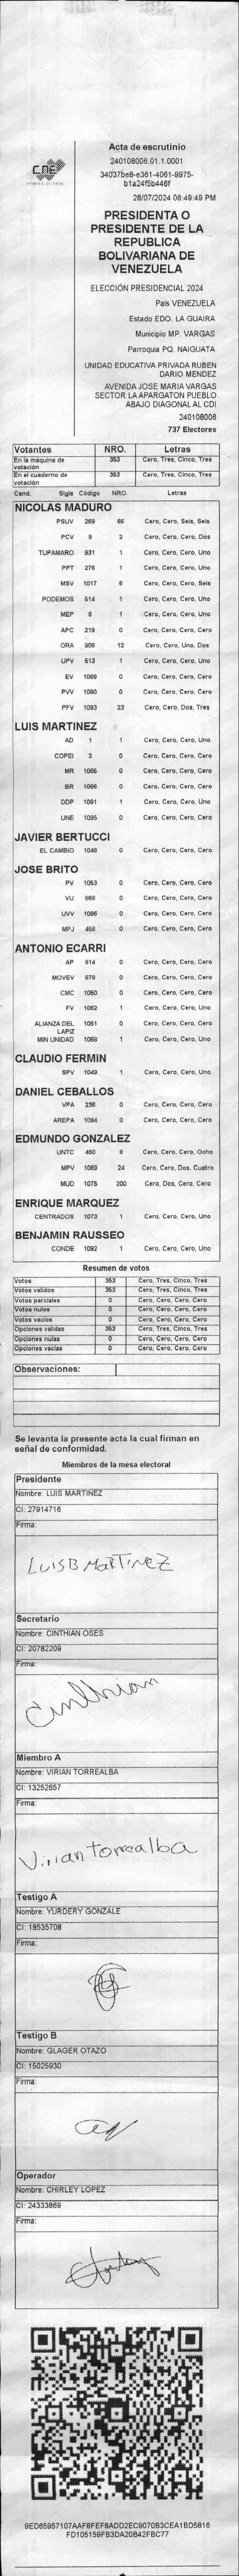 CNE
Acta de escrutinio
240108006.01.1.0001
340375e8-e361-4061-9975-
b1a24f5b446f
28/07/2024 06:49:49 PM
PRESIDENTA O
PRESIDENTE DE LA
REPUBLICA
BOLIVARIANA DE
VENEZUELA
ELECCIÓN PRESIDENCIAL 2024
País VENEZUELA
Estado EDO. LA GUAIRA
Municipio MP. VARGAS
Parroquia PQ. NAIGUATA
UNIDAD EDUCATIVA PRIVADA RUBEN
DARIO MENDEZ
AVENIDA JOSE MARIA VARGAS
SECTOR LA APARGATON PUEBLO
ABAJO DIAGONAL AL CDI
240108006
737 Electores
Votantes NRO. Letras
En la máquina de votación 353 Cero, Tres, Cinco, Tres
En el cuaderno de votación 353 Cero, Tres, Cinco, Tres
Cand. Sigla Código NRO. Letras
NICOLAS MADURO
PSUV 269 66 Cero, Cero, Seis, Seis
PCV 9 2 Cero, Cero, Cero, Dos
TUPAMARO 931 1 Cero, Cero, Cero, Uno
PPT 276 1 Cero, Cero, Cero, Uno
MSV 1017 6 Cero, Cero, Cero, Seis
PODEMOS 514 1 Cero, Cero, Cero, Uno
MEP 6 1 Cero, Cero, Cero, Uno
APC 219 0 Cero, Cero, Cero, Cero
ORA 906 12 Cero, Cero, Uno, Dos
UPV 513 1 Cero, Cero, Cero, Uno
EV 1089 0 Cero, Cero, Cero, Cero
PVV 1090 0 Cero, Cero, Cero, Cero
PFV 1093 23 Cero, Cero, Dos, Tres
LUIS MARTINEZ
AD 1 1 Cero, Cero, Cero, Uno
COPEI 2 0 Cero, Cero, Cero, Cero
MR 1065 0 Cero, Cero, Cero, Cero
BR 1066 0 Cero, Cero, Cero, Cero
DDP 1091 1 Cero, Cero, Cero, Uno
UNE 1095 0 Cero, Cero, Cero, Cero
JAVIER BERTUCCI
EL CAMBIO 1048 0 Cero, Cero, Cero, Cero
JOSE BRITO
PV 1053 0 Cero, Cero, Cero, Cero
VU 868 0 Cero, Cero, Cero, Cero
UVV 1096 0 Cero, Cero, Cero, Cero
MPJ 458 0 Cero, Cero, Cero, Cero
ANTONIO ECARRI
AP 814 0 Cero, Cero, Cero, Cero
MOVEV 879 0 Cero, Cero, Cero, Cero
CMC 1050 0 Cero, Cero, Cero, Cero
FV 1052 1 Cero, Cero, Cero, Uno
ALIANZA DEL LAPIZ 1051 0 Cero, Cero, Cero, Cero
MIN UNIDAD 1068 1 Cero, Cero, Cero, Uno
CLAUDIO FERMIN
SPV 1049 1 Cero, Cero, Cero, Uno
DANIEL CEBALLOS
VPA 236 0 Cero, Cero, Cero, Cero
AREPA 1094 0 Cero, Cero, Cero, Cero
EDMUNDO GONZALEZ
UNTC 460 8 Cero, Cero, Cero, Ocho
MPV 1069 24 Cero, Cero, Dos, Cuatro
MUD 1075 200 Cero, Dos, Cero, Cero
ENRIQUE MARQUEZ
CENTRADOS 1073 1 Cero, Cero, Cero, Uno
BENJAMIN RAUSSEO
CONDE 1092 1 Cero, Cero, Cero, Uno
Resumen de votos
Votos 353 Cero, Tres, Cinco, Tres
Votos validos 353 Cero, Tres, Cinco, Tres
Votos parciales 0 Cero, Cero, Cero, Cero
Votos nulos 0 Cero, Cero, Cero, Cero
Votos vacios 0 Cero, Cero, Cero, Cero
Opciones validas 353 Cero, Tres, Cinco, Tres
Opciones nulas 0 Cero, Cero, Cero, Cero
Opciones vacias 0 Cero, Cero, Cero, Cero
Observaciones:
Se levanta la presente acta la cual firman en
señal de conformidad.
Miembros de la mesa electoral
Presidente
Nombre: LUIS MARTINEZ
CI: 27914716
Firma:
LUISB MARTINEZ
Secretario
Nombre: CINTHIAN OSES
CI: 20782209
Firma:
Cinthian
Miembro A
Nombre: VIRIAN TORREALBA
CI: 13252657
Firma:
Virian torrealba
Testigo A
Nombre: YURDERY GONZALE
CI: 18535708
Firma:
Testigo B
Nombre: GLAGER OTAZO
CI: 15025930
Firma:
Operador
Nombre: CHIRLEY LOPEZ
CI: 24333869
Firma:
9ED65957107AAF8FEF8ADD2EC9070B3CEA1BD5816
FD105159FB3DA20B42FBC77